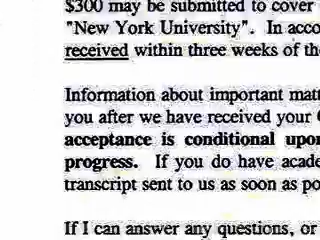 $300 may be submitted to cover
"New York University". In acco
received within three weeks of th
Information about important matt
you after we have received your
acceptance is conditional upon
progress. If you do have acade
transcript sent to us as soon as po
If I can answer any questions, or